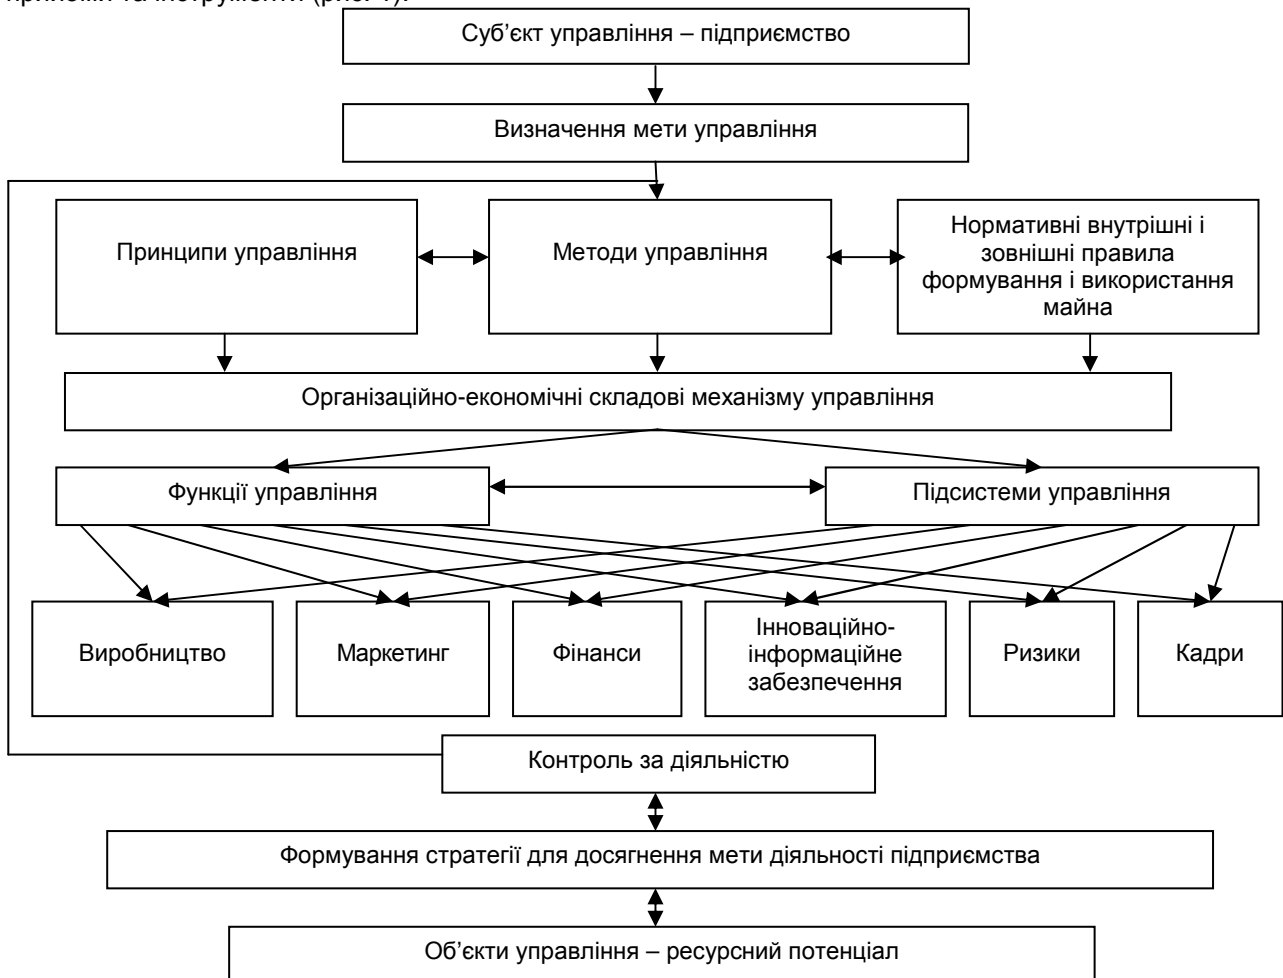 прийоми та інструменти (рис. 1).
Суб’єкт управління – підприємство
Визначення мети управління
Принципи управління
Методи управління
Нормативні внутрішні і
зовнішні правила
формування і використання
майна
Організаційно-економічні складові механізму управління
Функції управління
Підсистеми управління
Виробництво
Маркетинг
Фінанси
Інноваційно-
інформаційне
забезпечення
Ризики
Кадри
Контроль за діяльністю
Формування стратегії для досягнення мети діяльності підприємства
Об’єкти управління – ресурсний потенціал